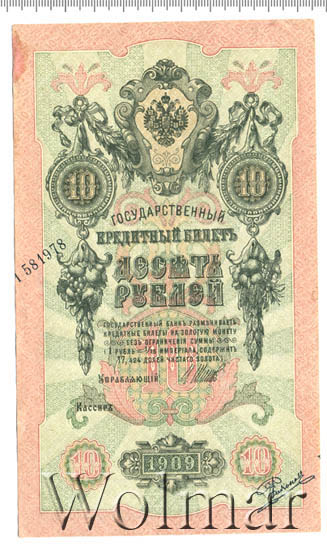 10 10
ГОСУДАРСТВЕННЫЙ
КРЕДИТНЫЙ БИЛЕТЪ
ДЕСЯТЬ
РУБЛЕЙ
581978
ГОСУДАРСТВЕННЫЙ БАНКЪ РАЗМѢНИВАЕТЪ
КРЕДИТНЫЕ БИЛЕТЫ НА ЗОЛОТУЮ МОНЕТУ
БЕЗЪ ОГРАНИЧЕНІЯ СУММЫ
(1 РУБЛЬ = 1/15 ИМПЕРІАЛА, СОДЕРЖИТЪ
17,424 ДОЛЕЙ ЧИСТАГО ЗОЛОТА).
УПРАВЛЯЮЩІЙ
КАССИРЪ
10 1909 10
Wolmar